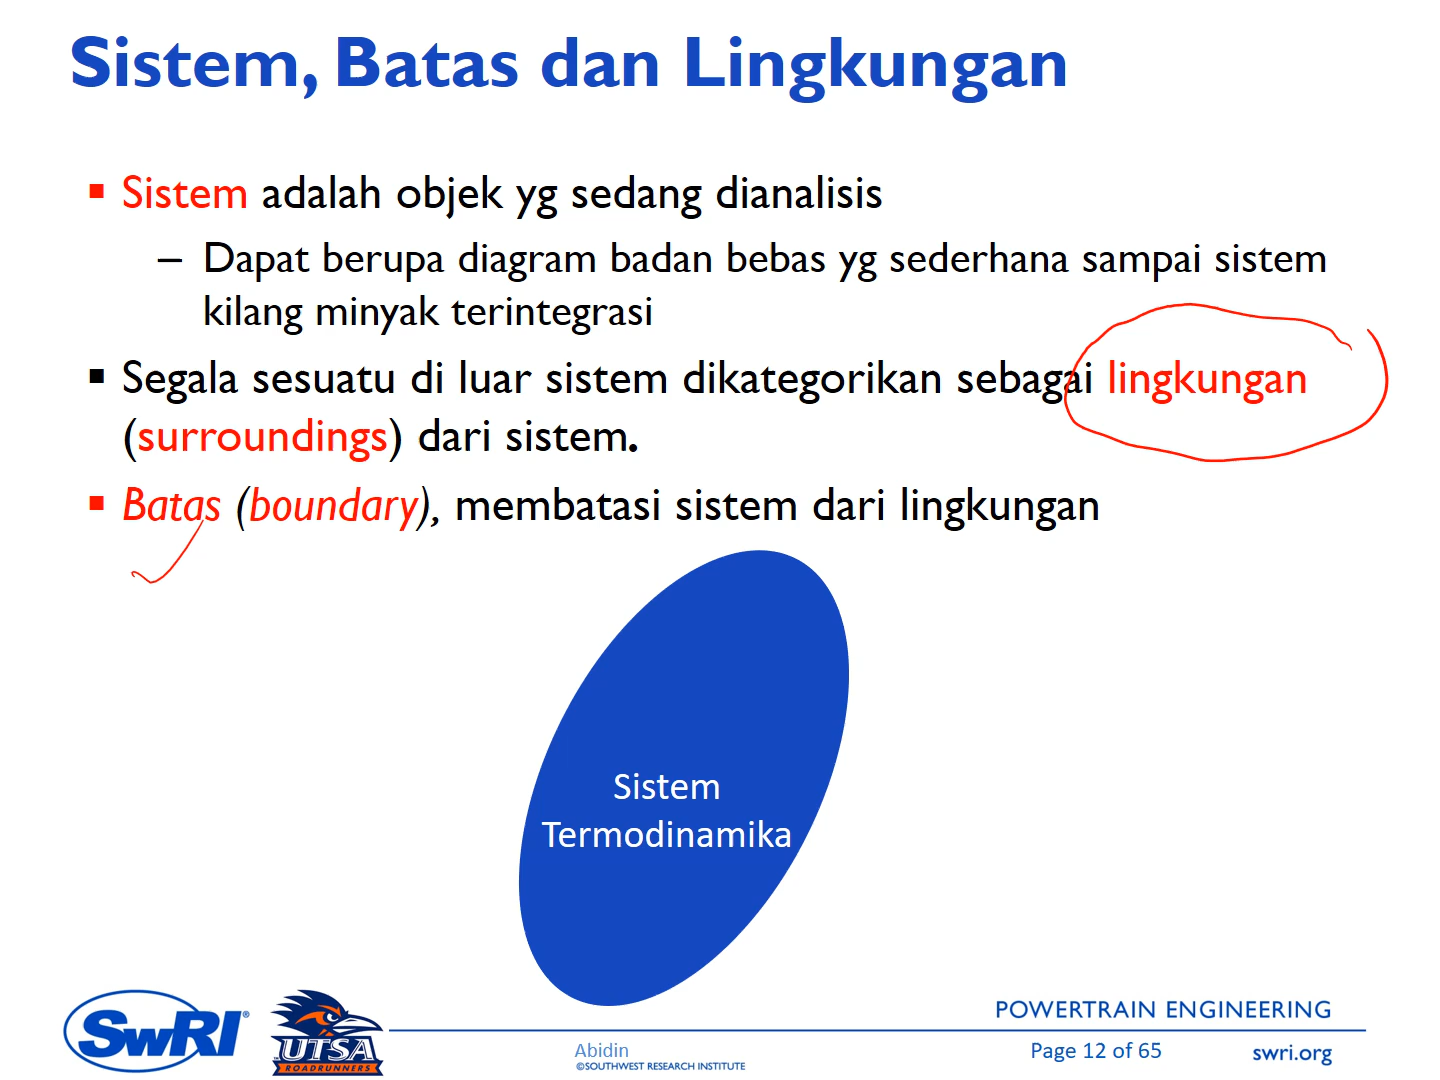 Sistem, Batas dan Lingkungan
Sistem adalah objek yg sedang dianalisis
– Dapat berupa diagram badan bebas yg sederhana sampai sistem
kilang minyak terintegrasi
Segala sesuatu di luar sistem dikategorikan sebagai lingkungan
(surroundings) dari sistem.
Batas (boundary), membatasi sistem dari lingkungan
Sistem
Termodinamika
SwRI®
UTSA
ROADRUNNERS
Abidin
©SOUTHWEST RESEARCH INSTITUTE
POWERTRAIN ENGINEERING
Page 12 of 65
swri.org